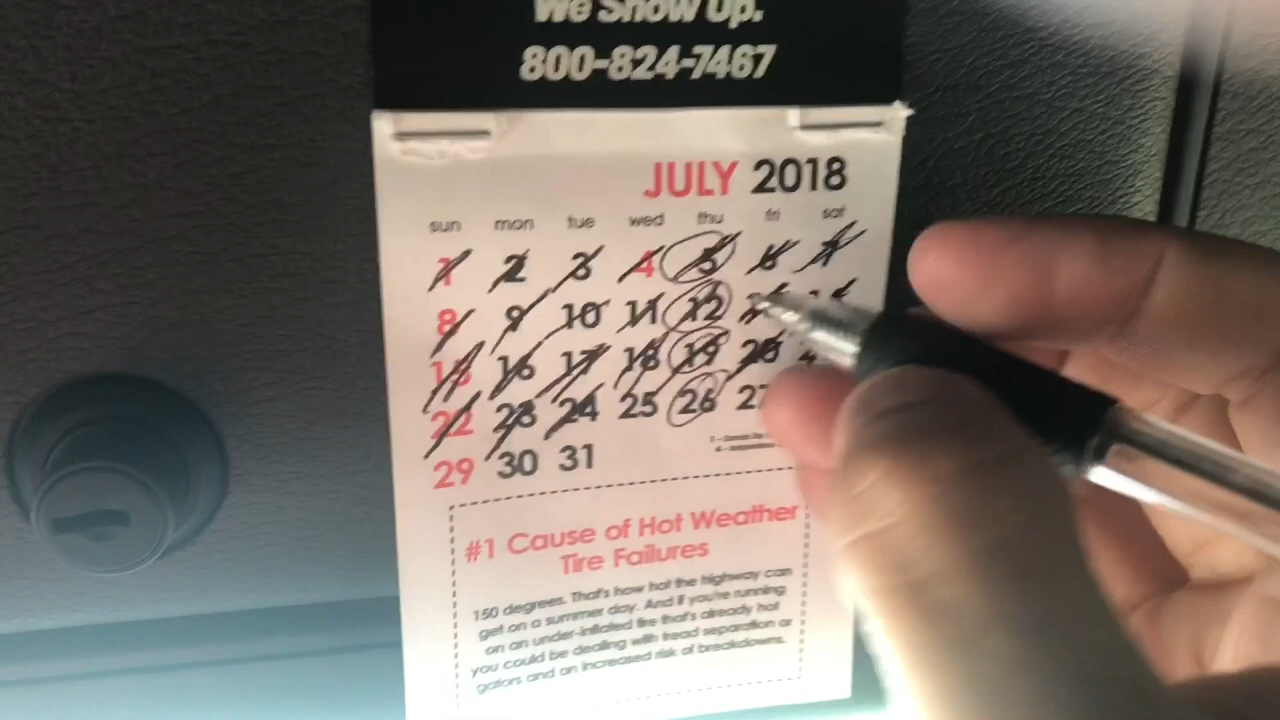 We Show Up.
800-824-7467
JULY 2018
sun mon tue wed thu fri sat
1 2 3 4 5 6 7
8 9 10 11 12
15 16 17 18 19 20
22 23 24 25 26 27
29 30 31
#1 Cause of Hot Weather
Tire Failures
150 degrees. That's how hot the highway can
get on a summer day. And if you're running
on an under-inflated tire that's already hot
you could be dealing with tread separation or
gators and an increased risk of breakdowns.